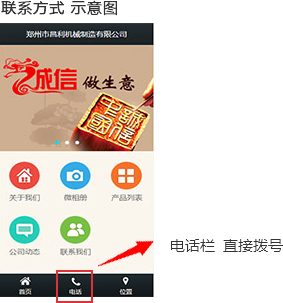 联系方式 示意图
郑州市昌利机械制造有限公司
诚信 做生意
诚信
中国
关于我们 微相册 产品列表
公司动态 联系我们
电话栏 直接拨号
首页 电话 位置